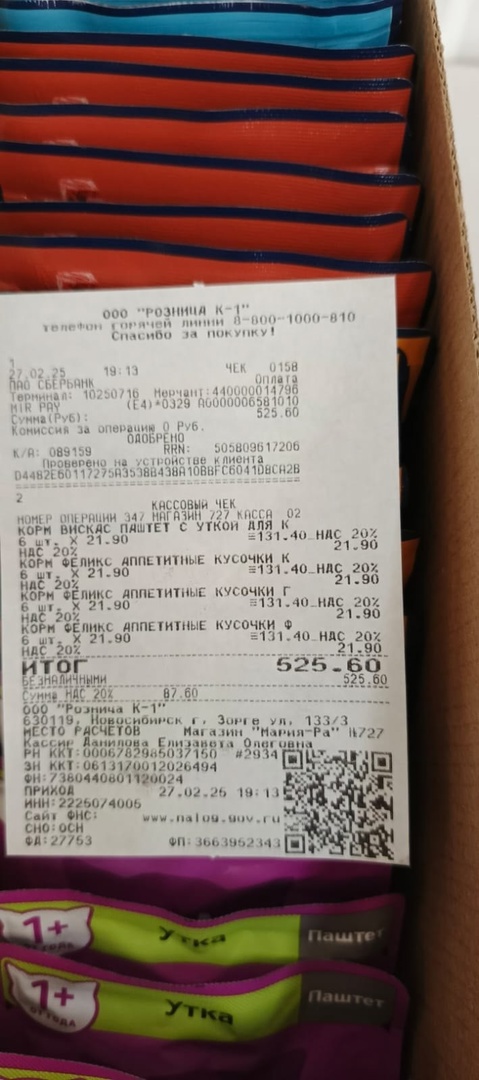 ООО "РОЗНИЦА К-1"
телефон горячей линии 8-800-1000-810
Спасибо за покупку!
1
27.02.25 19:13 ЧЕК 0158
ПАО СБЕРБАНК Оплата
Терминал: 10250716 Мерчант:440000014796
MIR PAY (E4)*0329 A0000006581010
Сумма(Руб): 525.60
Комиссия за операцию 0 Руб.
ОДОБРЕНО
К/А: 089159 RRN: 505809617206
Проверено на устройстве клиента
D44B2E60117275A353BB43BA10BBFC6041DBCA2B
2
КАССОВЫЙ ЧЕК
НОМЕР ОПЕРАЦИИ 347 МАГАЗИН 727 КАССА 02
КОРМ ВИСКАС ПАШТЕТ С УТКОЙ ДЛЯ К
6 шт. X 21.90 ≡131.40_НДС 20%
НДС 20% 21.90
КОРМ ФЕЛИКС АППЕТИТНЫЕ КУСОЧКИ К
6 шт. X 21.90 ≡131.40_НДС 20%
НДС 20% 21.90
КОРМ ФЕЛИКС АППЕТИТНЫЕ КУСОЧКИ Г
6 шт. X 21.90 ≡131.40_НДС 20%
НДС 20% 21.90
КОРМ ФЕЛИКС АППЕТИТНЫЕ КУСОЧКИ Ф
6 шт. X 21.90 ≡131.40_НДС 20%
НДС 20% 21.90
ИТОГ 525.60
БЕЗНАЛИЧНЫМИ 525.60
Сумма НДС 20% 87.60
ООО "Розница К-1"
630119, Новосибирск г, Зорге ул, 133/3
МЕСТО РАСЧЕТОВ Магазин "Мария-Ра" №727
Кассир Данилова Елизавета Олеговна
РН ККТ:0006782985037150 #2934
ЗН ККТ:0613170012026494
ФН:7380440801120024
ПРИХОД 27.02.25 19:13
ИНН:2225074005
Сайт ФНС: www.nalog.gov.ru
СНО:ОСН
ФД:27753 ФП:3663952343
1+ от года Утка Паштет
1+ от года Утка Паштет